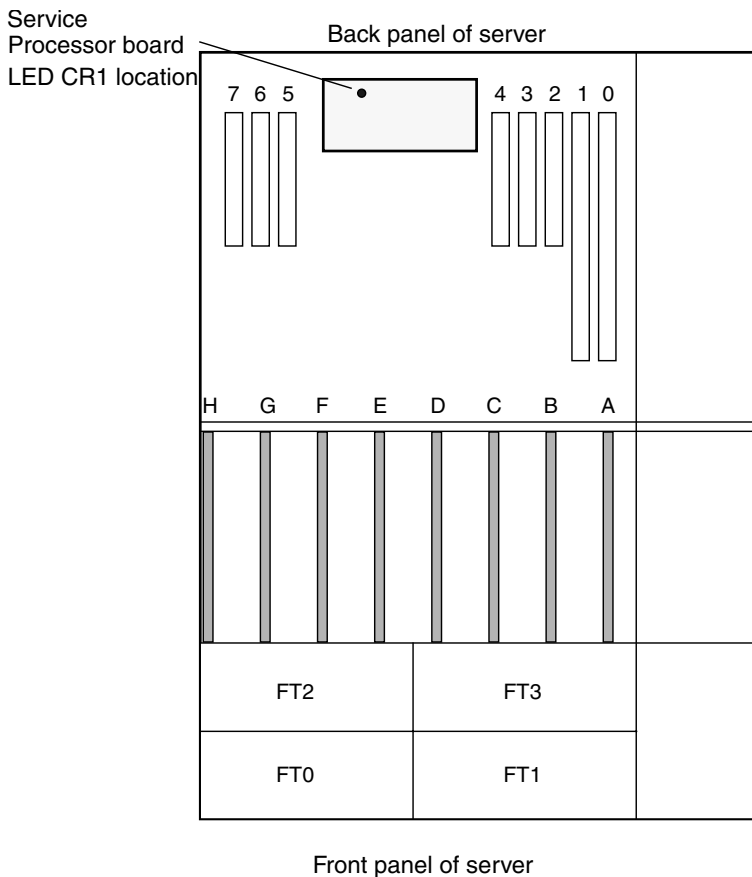 Service
Processor board
LED CR1 location
Back panel of server
7 6 5 4 3 2 1 0
H G F E D C B A
FT2 FT3
FT0 FT1
Front panel of server